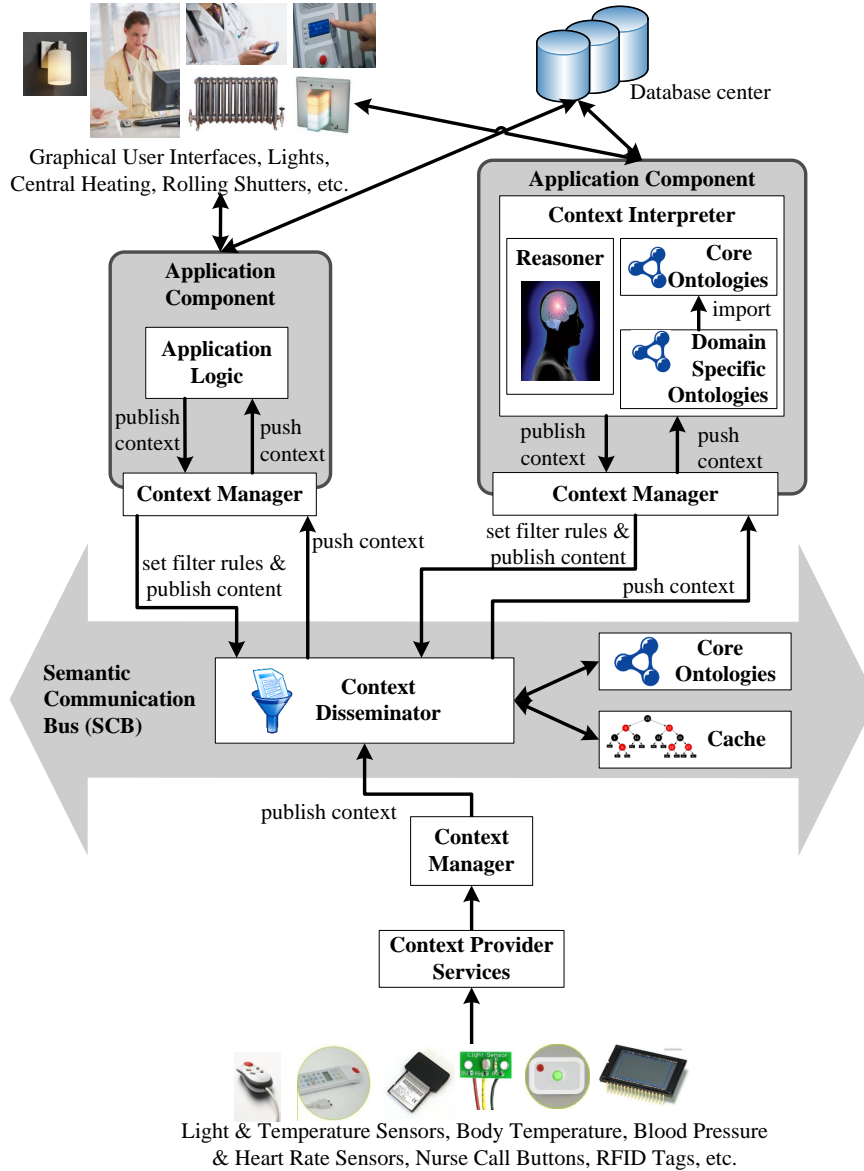 Database center
Graphical User Interfaces, Lights,
Central Heating, Rolling Shutters, etc.
Application
Component
Application
Logic
publish
context
push
context
Context Manager
Application Component
Context Interpreter
Reasoner
Core
Ontologies
import
Domain
Specific
Ontologies
publish
context
push
context
Context Manager
set filter rules &
publish content
push context
set filter rules &
publish content
push context
Semantic
Communication
Bus (SCB)
Context
Disseminator
Core
Ontologies
Cache
publish context
Context
Manager
Context Provider
Services
Light Sensor
Light & Temperature Sensors, Body Temperature, Blood Pressure
& Heart Rate Sensors, Nurse Call Buttons, RFID Tags, etc.